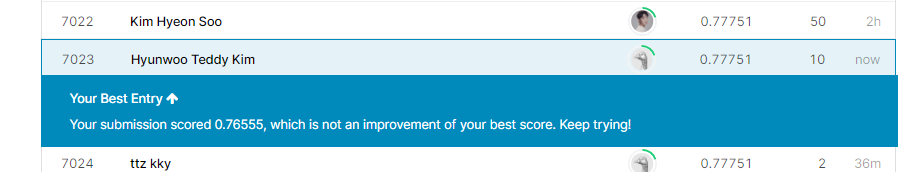 7022 Kim Hyeon Soo 0.77751 50 2h
7023 Hyunwoo Teddy Kim 0.77751 10 now
Your Best Entry
Your submission scored 0.76555, which is not an improvement of your best score. Keep trying!
7024 ttz kky 0.77751 2 36m